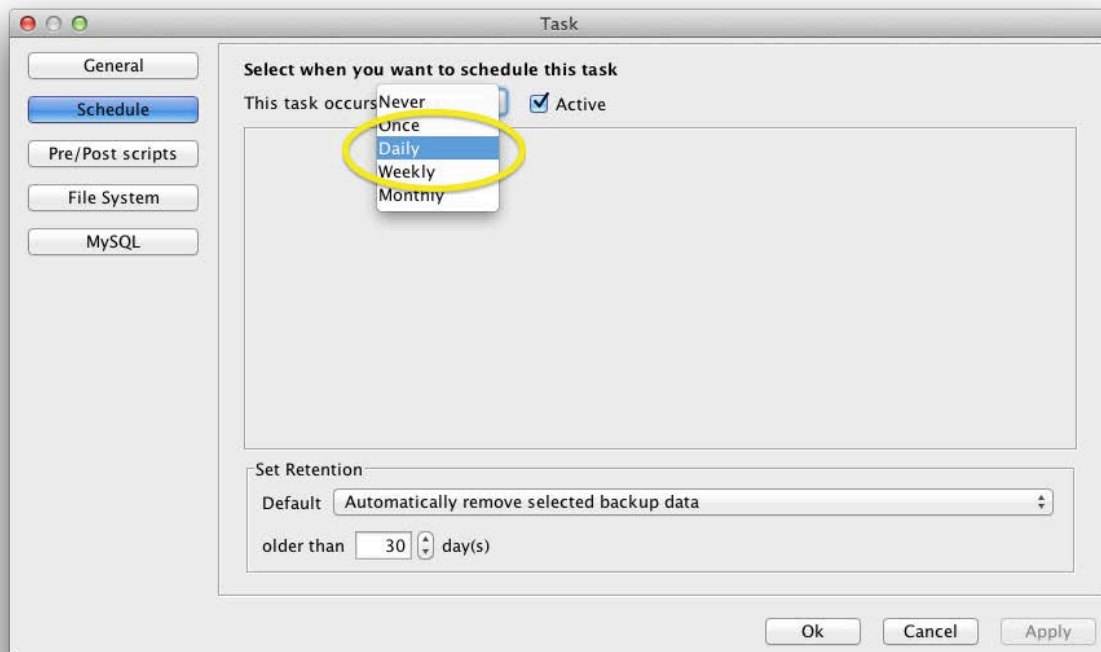 Task
General
Schedule
Pre/Post scripts
File System
MySQL
Select when you want to schedule this task
This task occurs
Never
Once
Daily
Weekly
Monthly
Active
Set Retention
Default Automatically remove selected backup data
older than 30 day(s)
Ok Cancel Apply